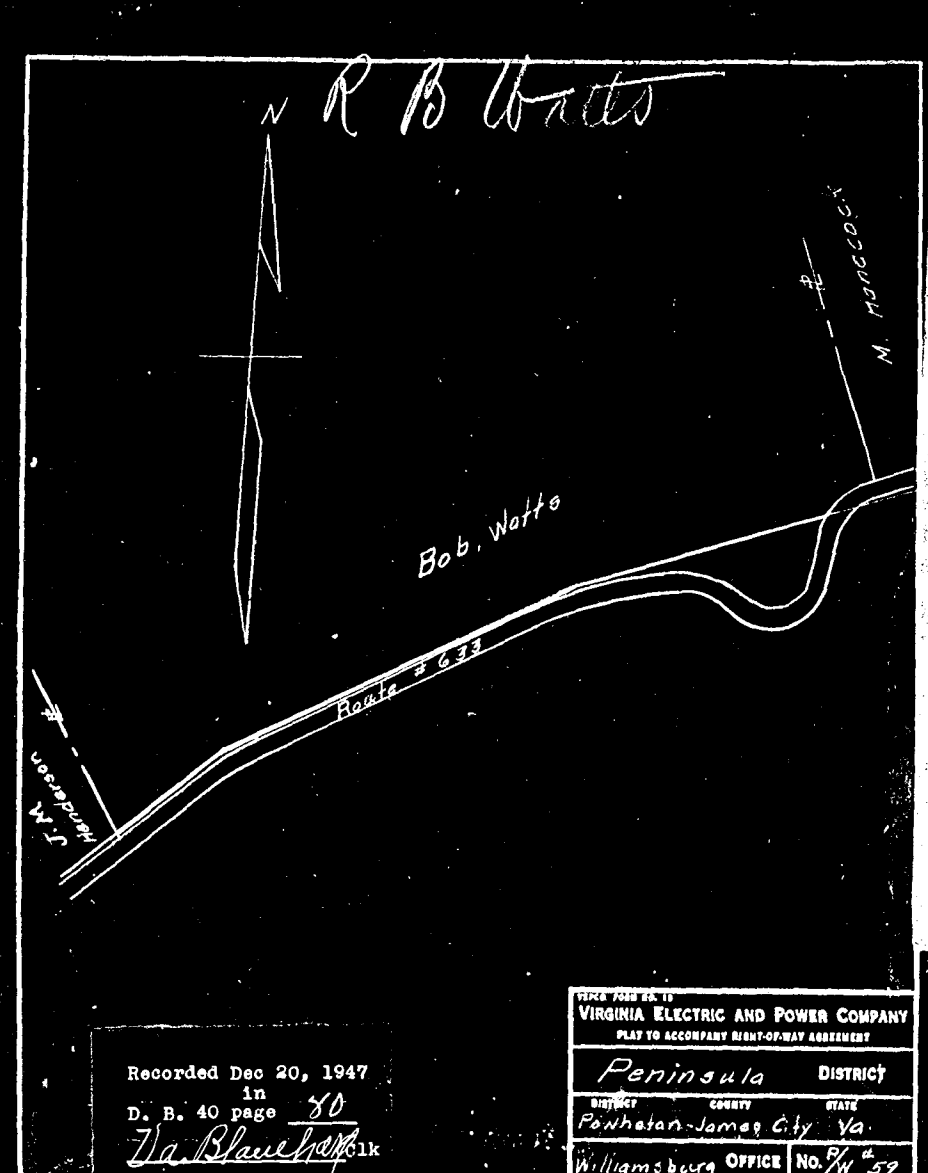 R B Watts
N
M. Hancock
Bob. Watts
Route # 633
J. M
Henderson
VIRGINIA ELECTRIC AND POWER COMPANY
PLAT TO ACCOMPANY RIGHT-OF-WAY AGREEMENT
Peninsula DISTRICT
DISTRICT COUNTY STATE
Powhatan-James City Va.
Williamsburg OFFICE NO. R/W # 59
Recorded Dec 20, 1947
in
D. B. 40 page 80
Clk